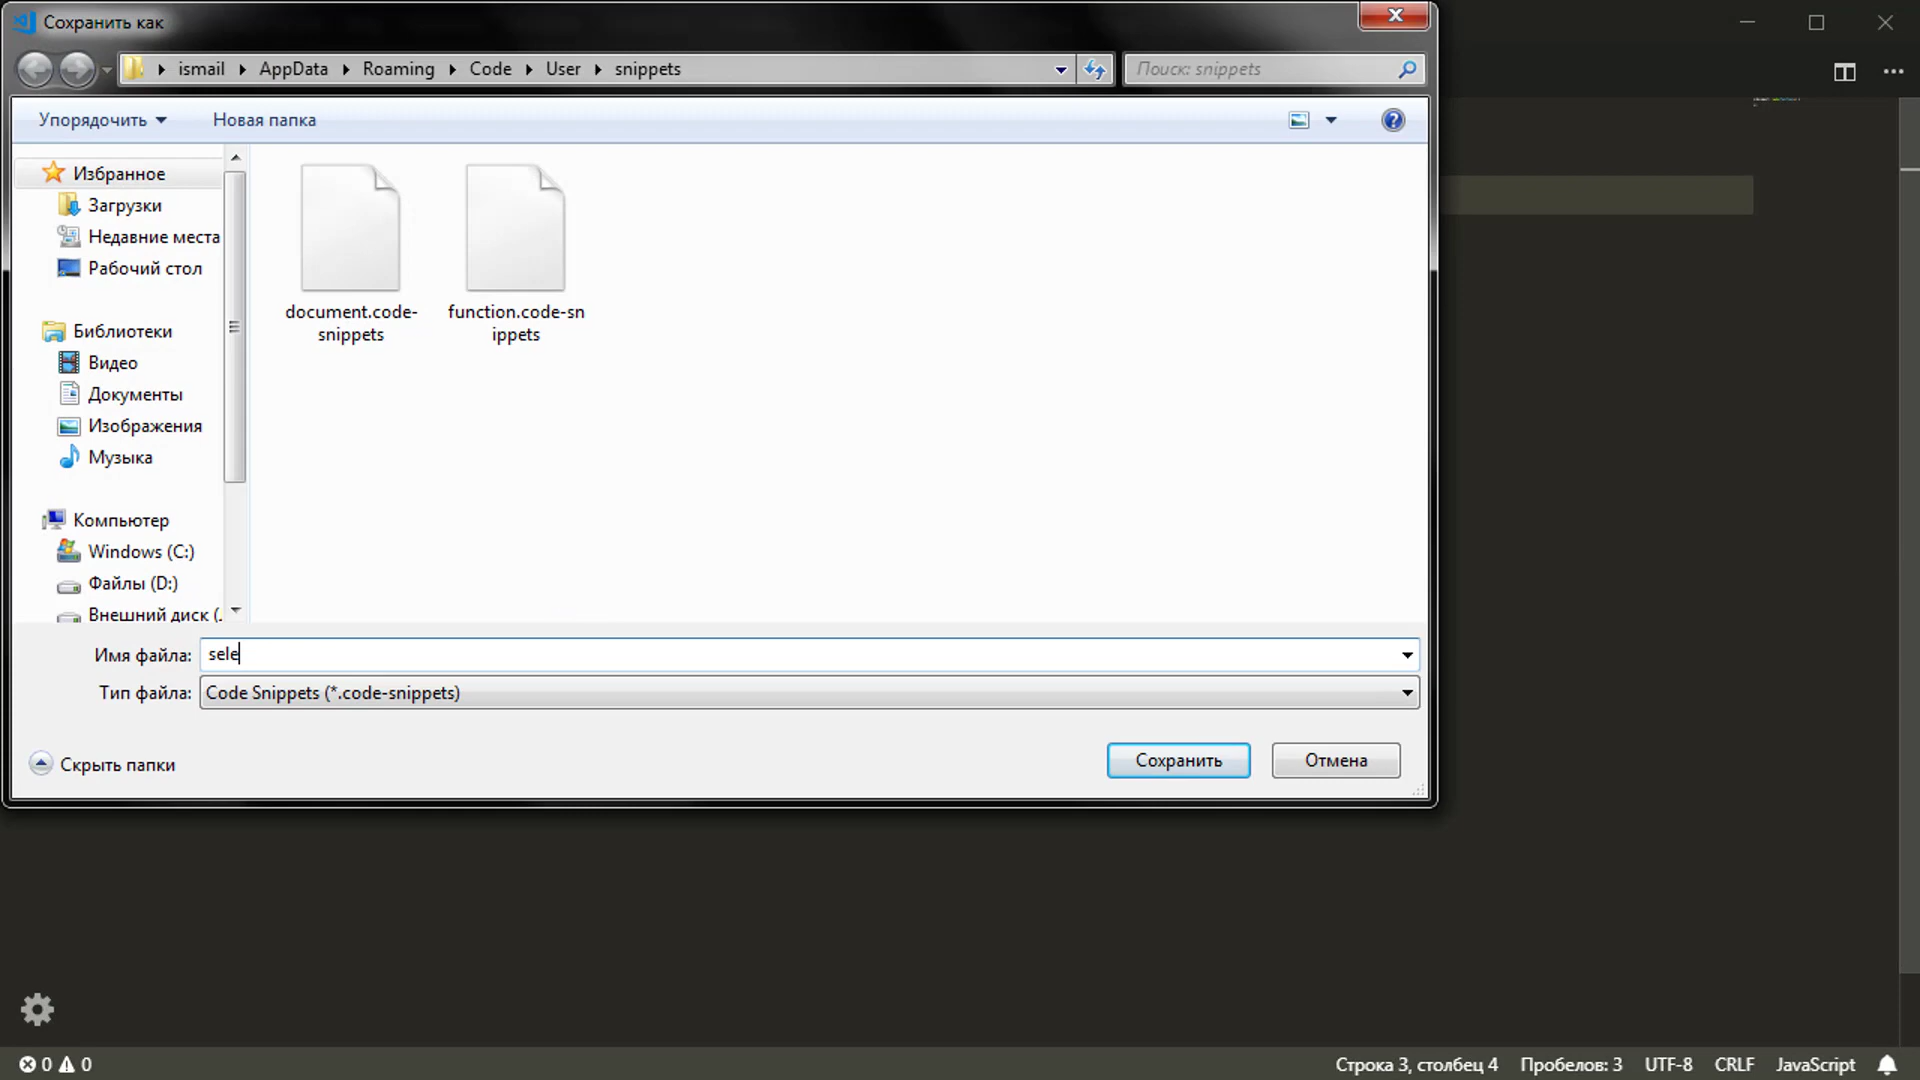 Сохранить как
ismail AppData Roaming Code User snippets
Поиск: snippets
Упорядочить Новая папка
Избранное
Загрузки
Недавние места
Рабочий стол
Библиотеки
Видео
Документы
Изображения
Музыка
Компьютер
Windows (C:)
Файлы (D:)
Внешний диск (.
document.code-
snippets
function.code-sn
ippets
Имя файла: sele
Тип файла: Code Snippets (*.code-snippets)
Скрыть папки
Сохранить Отмена
0 0 Строка 3, столбец 4 Пробелов: 3 UTF-8 CRLF JavaScript